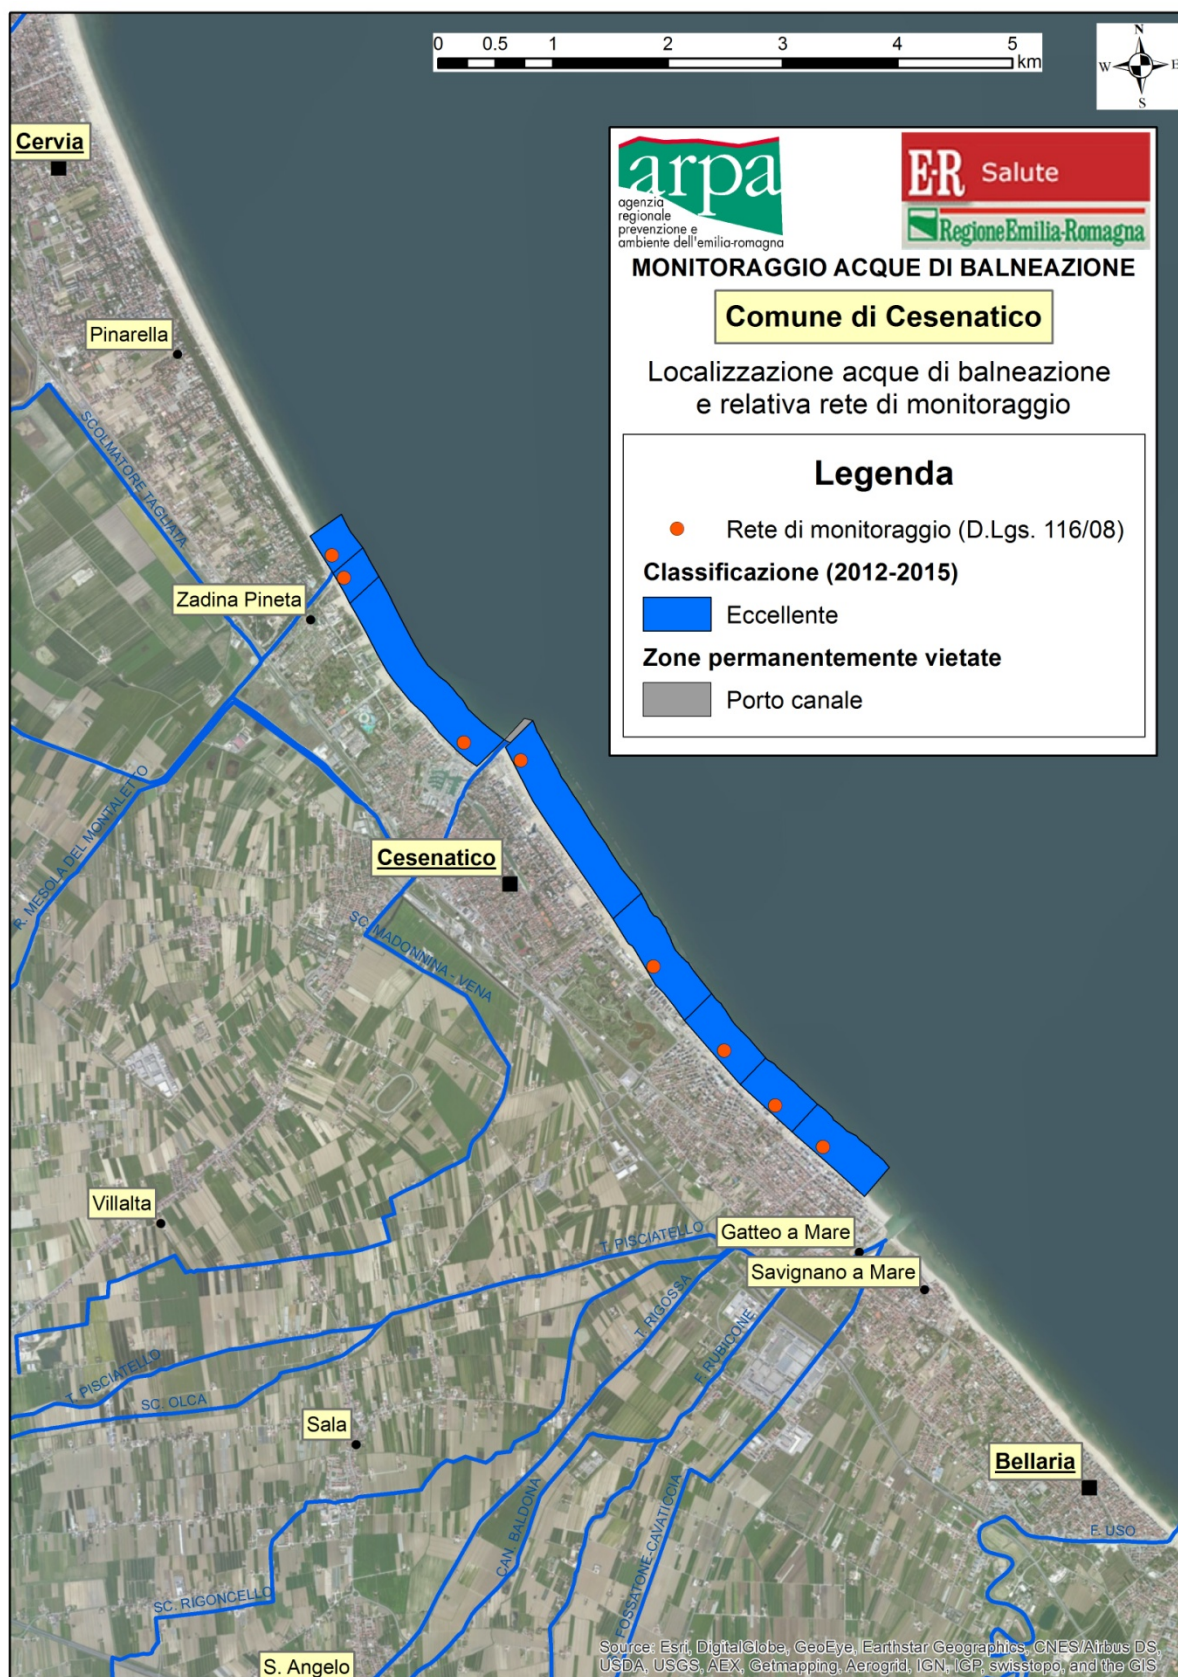 0 0.5 1 2 3 4 5
km
N
W E
S
Cervia
arpa
agenzia
regionale
prevenzione e
ambiente dell'emilia-romagna
E-R Salute
RegioneEmilia-Romagna
MONITORAGGIO ACQUE DI BALNEAZIONE
Comune di Cesenatico
Localizzazione acque di balneazione
e relativa rete di monitoraggio
Legenda
Rete di monitoraggio (D.Lgs. 116/08)
Classificazione (2012-2015)
Eccellente
Zone permanentemente vietate
Porto canale
Pinarella
SCOLMATORE TAGLIATA
Zadina Pineta
R. MESOLA DEL MONTALETTO
Cesenatico
SC. MADONNINA - VENA
Villalta
T. PISCIATELLO
Gatteo a Mare
Savignano a Mare
T. RIGOSSA
F. RUBICONE
T. PISCIATELLO
SC. OLCA
Sala
Bellaria
CAN. BALDONA
FOSSATONE-CAVATICCIA
F. USO
SC. RIGONCELLO
S. Angelo
Source: Esri, DigitalGlobe, GeoEye, Earthstar Geographics, CNES/Airbus DS,
USDA, USGS, AEX, Getmapping, Aerogrid, IGN, IGP, swisstopo, and the GIS